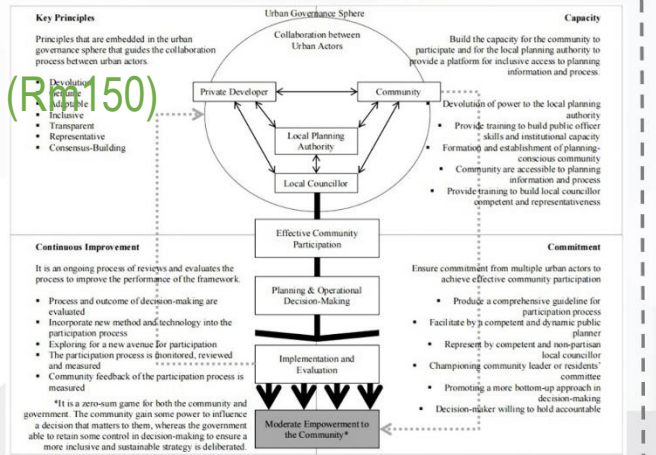 Key Principles
Principles that are embedded in the urban
governance sphere that guides the collaboration
process between urban actors.
▪ Devolution
▪ Genuine
▪ Adaptable
▪ Inclusive
▪ Transparent
▪ Representative
▪ Consensus-Building
(Rm150)
Urban Governance Sphere
Collaboration between
Urban Actors
Private Developer
Community
Local Planning
Authority
Local Councillor
Capacity
Build the capacity for the community to
participate and for the local planning authority to
provide a platform for inclusive access to planning
information and process.
▪ Devolution of power to the local planning
authority
▪ Provide training to build public officer
skills and institutional capacity
▪ Formation and establishment of planning-
conscious community
▪ Community are accessible to planning
information and process
▪ Provide training to build local councillor
competent and representativeness
Effective Community
Participation
Planning & Operational
Decision-Making
Implementation and
Evaluation
Moderate Empowerment to
the Community*
Continuous Improvement
It is an ongoing process of reviews and evaluates the
process to improve the performance of the framework.
▪ Process and outcome of decision-making are
evaluated
▪ Incorporate new method and technology into the
participation process
▪ Exploring for a new avenue for participation
▪ The participation process is monitored, reviewed
and measured
▪ Community feedback of the participation process is
measured
*It is a zero-sum game for both the community and
government. The community gain some power to influence
a decision that matters to them, whereas the government
able to retain some control in decision-making to ensure a
more inclusive and sustainable strategy is deliberated.
Commitment
Ensure commitment from multiple urban actors to
achieve effective community participation
▪ Produce a comprehensive guideline for
participation process
▪ Facilitate by a competent and dynamic public
planner
▪ Represent by competent and non-partisan
local councillor
▪ Championing community leader or residents'
committee
▪ Promoting a more bottom-up approach in
decision-making
▪ Decision-maker willing to hold accountable